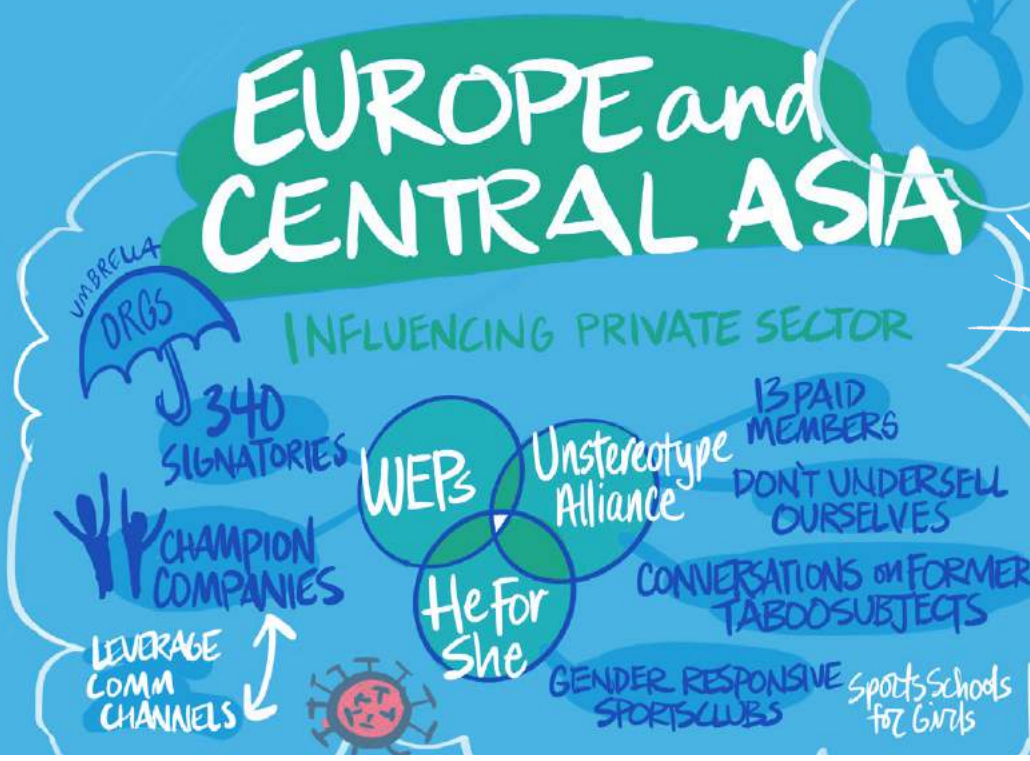 EUROPE and
CENTRAL ASIA
UMBRELLA
ORGS
INFLUENCING PRIVATE SECTOR
340
SIGNATORIES
CHAMPION
COMPANIES
LEVERAGE
COMM
CHANNELS
WEPs
Unstereotype
Alliance
He For
She
13 PAID
MEMBERS
DON'T UNDERSELL
OURSELVES
CONVERSATIONS on FORMER
TABOO SUBJECTS
GENDER RESPONSIVE
SPORTSCLUBS
Sports Schools
for Girls